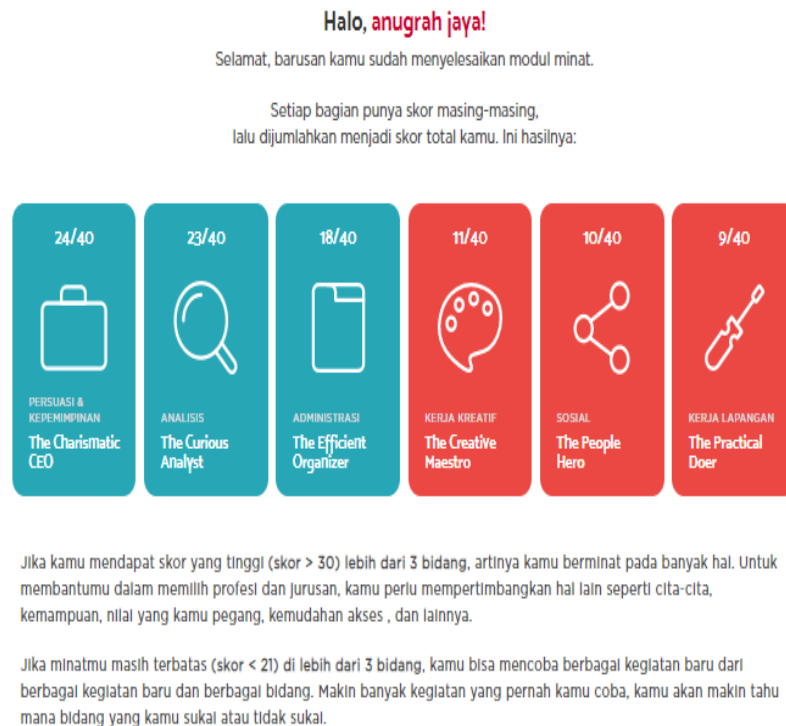 Halo, anugrah jaya!
Selamat, barusan kamu sudah menyelesaikan modul minat.
Setiap bagian punya skor masing-masing,
lalu dijumlahkan menjadi skor total kamu. Ini hasilnya:
24/40
PERSUASI &
KEPEMIMPINAN
The Charismatic
CEO
23/40
ANALISIS
The Curious
Analyst
18/40
ADMINISTRASI
The Efficient
Organizer
11/40
KERJA KREATIF
The Creative
Maestro
10/40
SOSIAL
The People
Hero
9/40
KERJA LAPANGAN
The Practical
Doer
Jika kamu mendapat skor yang tinggi (skor > 30) lebih dari 3 bidang, artinya kamu berminat pada banyak hal. Untuk
membantumu dalam memilih profesi dan jurusan, kamu perlu mempertimbangkan hal lain seperti cita-cita,
kemampuan, nilai yang kamu pegang, kemudahan akses , dan lainnya.
Jika minatmu masih terbatas (skor < 21) di lebih dari 3 bidang, kamu bisa mencoba berbagai kegiatan baru dari
berbagai kegiatan baru dan berbagai bidang. Makin banyak kegiatan yang pernah kamu coba, kamu akan makin tahu
mana bidang yang kamu sukai atau tidak sukai.